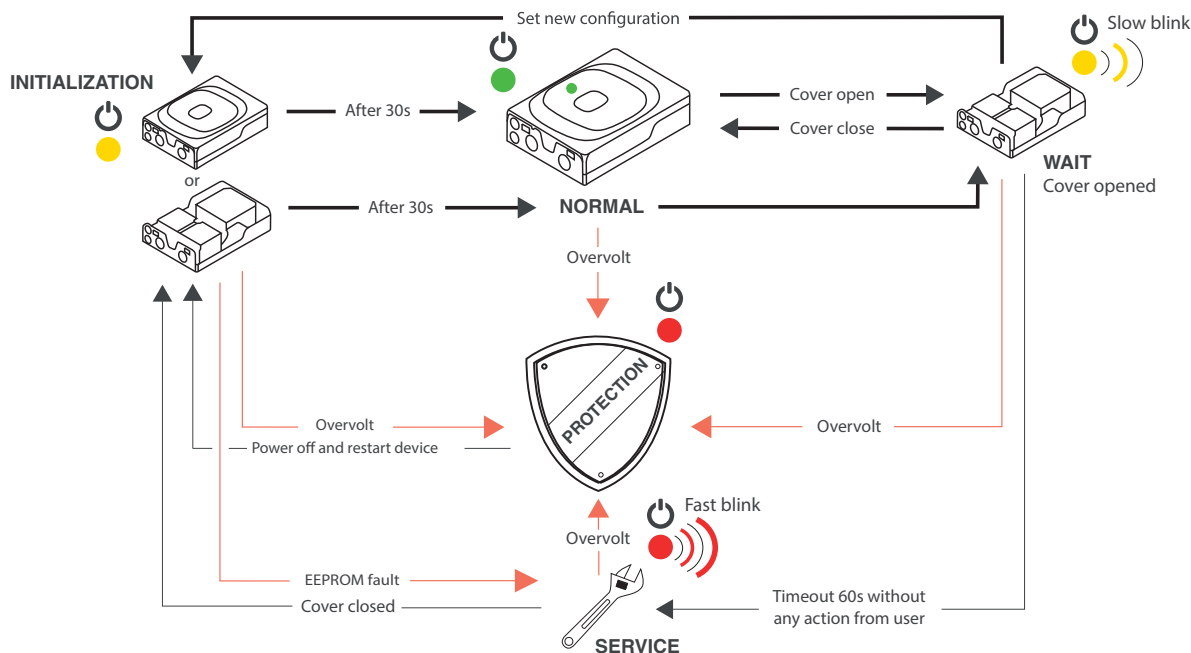 Set new configuration
Slow blink
INITIALIZATION
After 30s
Cover open
Cover close
WAIT
Cover opened
or
After 30s
NORMAL
Overvolt
PROTECTION
Overvolt
Power off and restart device
Overvolt
Fast blink
Overvolt
EEPROM fault
Cover closed
Timeout 60s without
any action from user
SERVICE